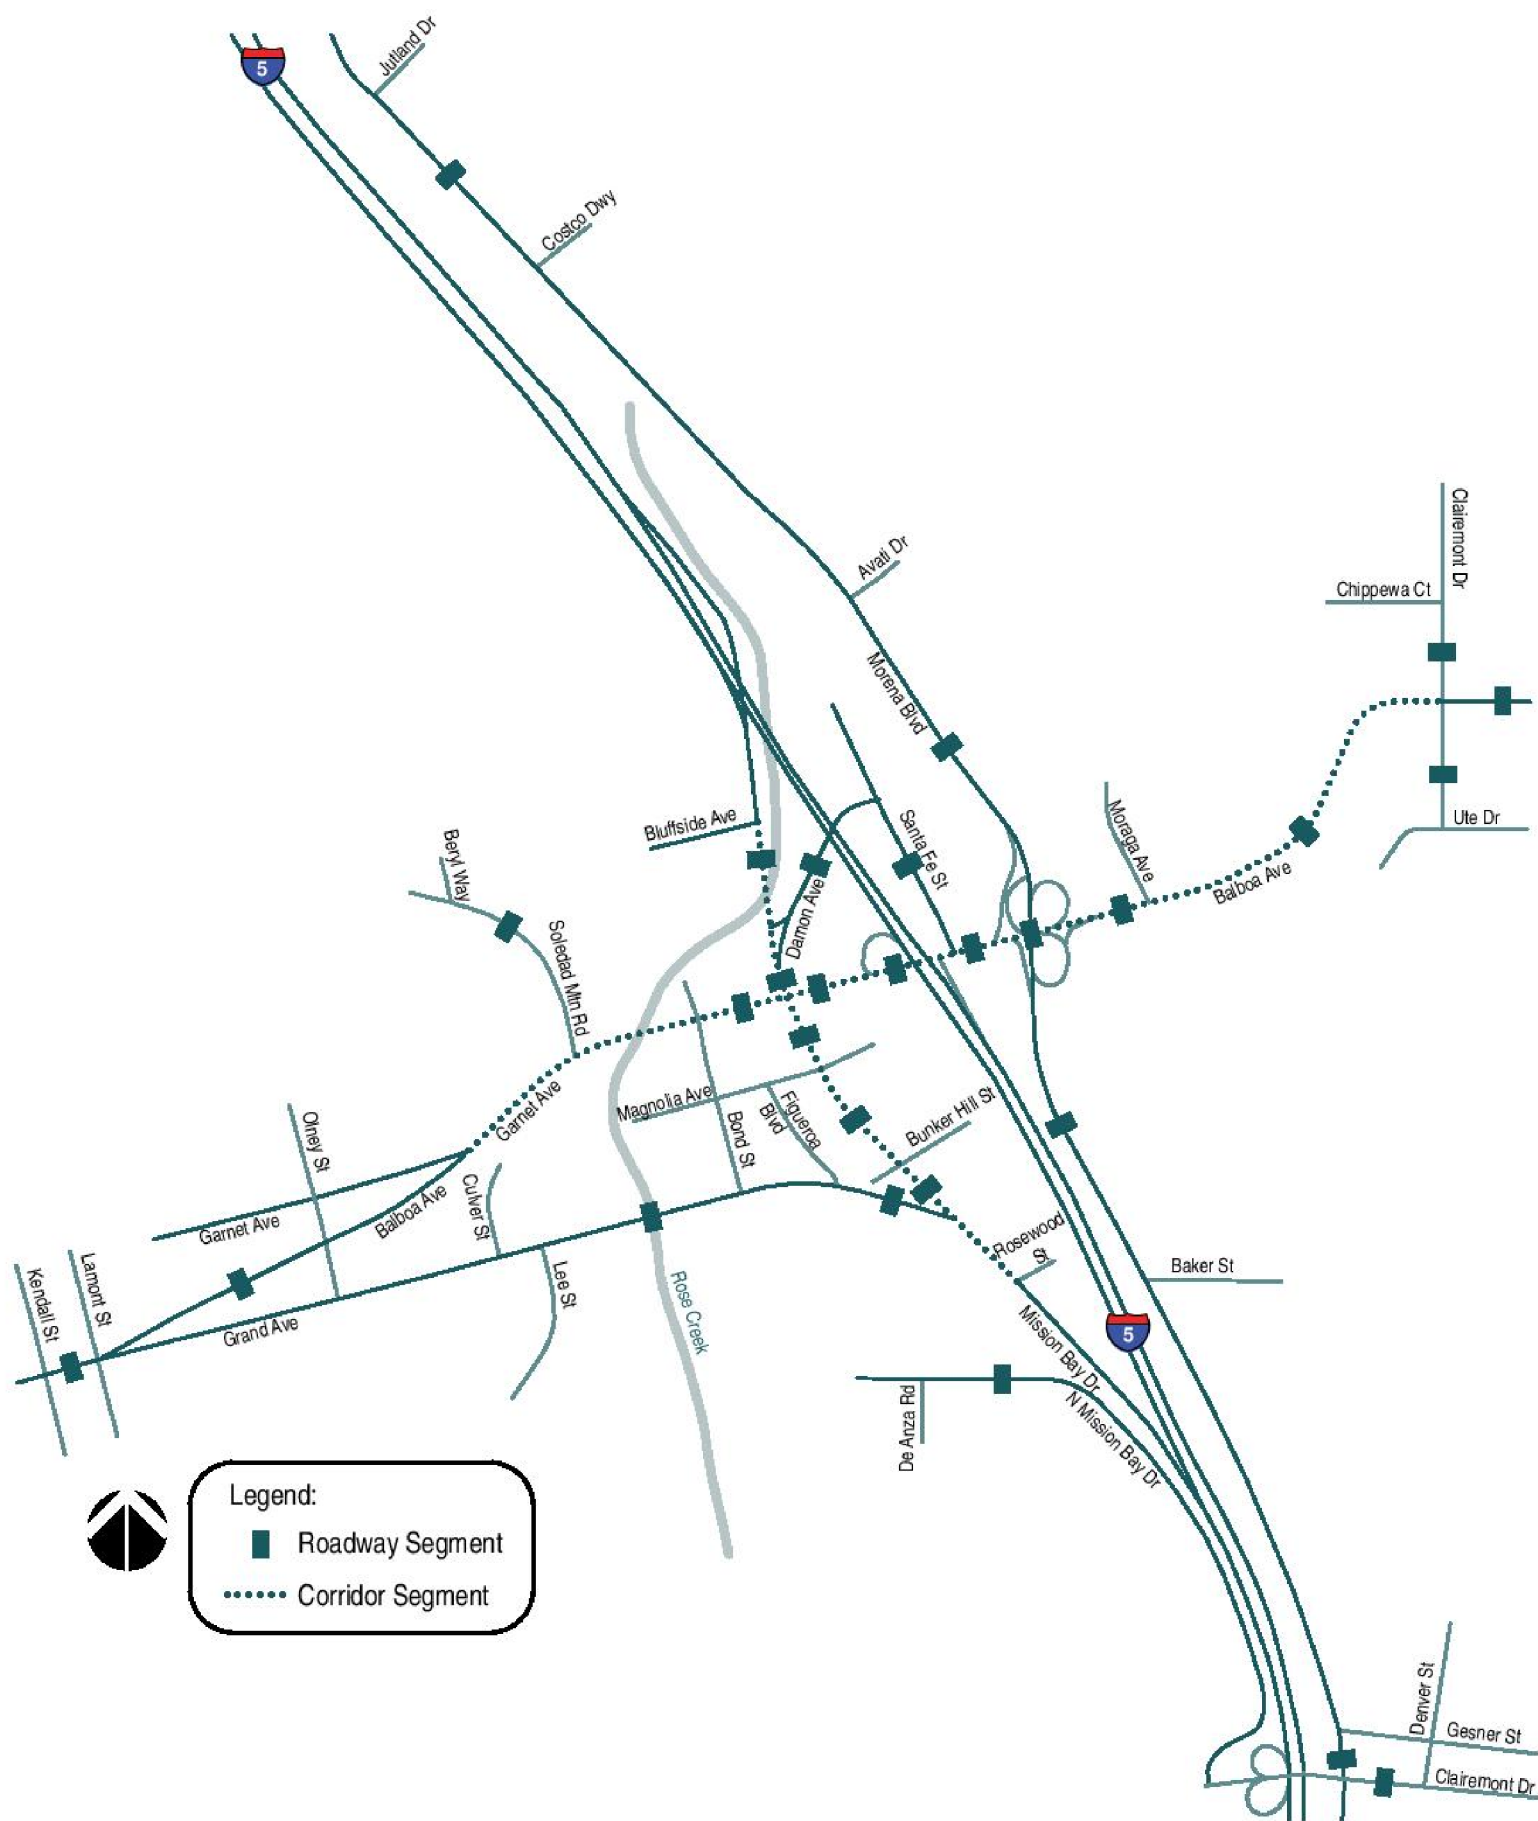 Jutland Dr
5
Costco Dwy
Avati Dr
Clairemont Dr
Chippewa Ct
Morena Blvd
Moraga Ave
Ute Dr
Balboa Ave
Bluffside Ave
Santa Fe St
Beryl Way
Damon Ave
Soledad Mtn Rd
Garnet Ave
Magnolia Ave
Figueroa
Blvd
Bunker Hill St
Bond St
Olney St
Culver St
Balboa Ave
Garnet Ave
Rosewood
St
Baker St
Kendall St
Lamont St
Lee St
Rose Creek
Grand Ave
5
Mission Bay Dr
De Anza Rd
N Mission Bay Dr
Legend:
Roadway Segment
Corridor Segment
Denver St
Gesner St
Clairemont Dr